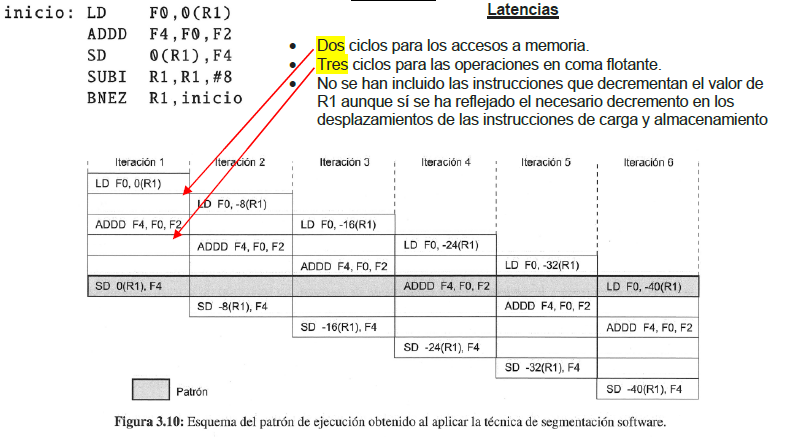 inicio: LD F0,0(R1)
ADDD F4,F0,F2
SD 0(R1),F4
SUBI R1,R1,#8
BNEZ R1,inicio
Latencias
• Dos ciclos para los accesos a memoria.
• Tres ciclos para las operaciones en coma flotante.
• No se han incluido las instrucciones que decrementan el valor de
R1 aunque sí se ha reflejado el necesario decremento en los
desplazamientos de las instrucciones de carga y almacenamiento
Iteración 1 Iteración 2 Iteración 3 Iteración 4 Iteración 5 Iteración 6
LD F0, 0(R1)
LD F0, -8(R1)
ADDD F4, F0, F2 LD F0, -16(R1)
ADDD F4, F0, F2 LD F0, -24(R1)
ADDD F4, F0, F2 LD F0, -32(R1)
SD 0(R1), F4 ADDD F4, F0, F2 LD F0, -40(R1)
SD -8(R1), F4 ADDD F4, F0, F2
SD -16(R1), F4 ADDD F4, F0, F2
SD -24(R1), F4
SD -32(R1), F4
SD -40(R1), F4
Patrón
Figura 3.10: Esquema del patrón de ejecución obtenido al aplicar la técnica de segmentación software.